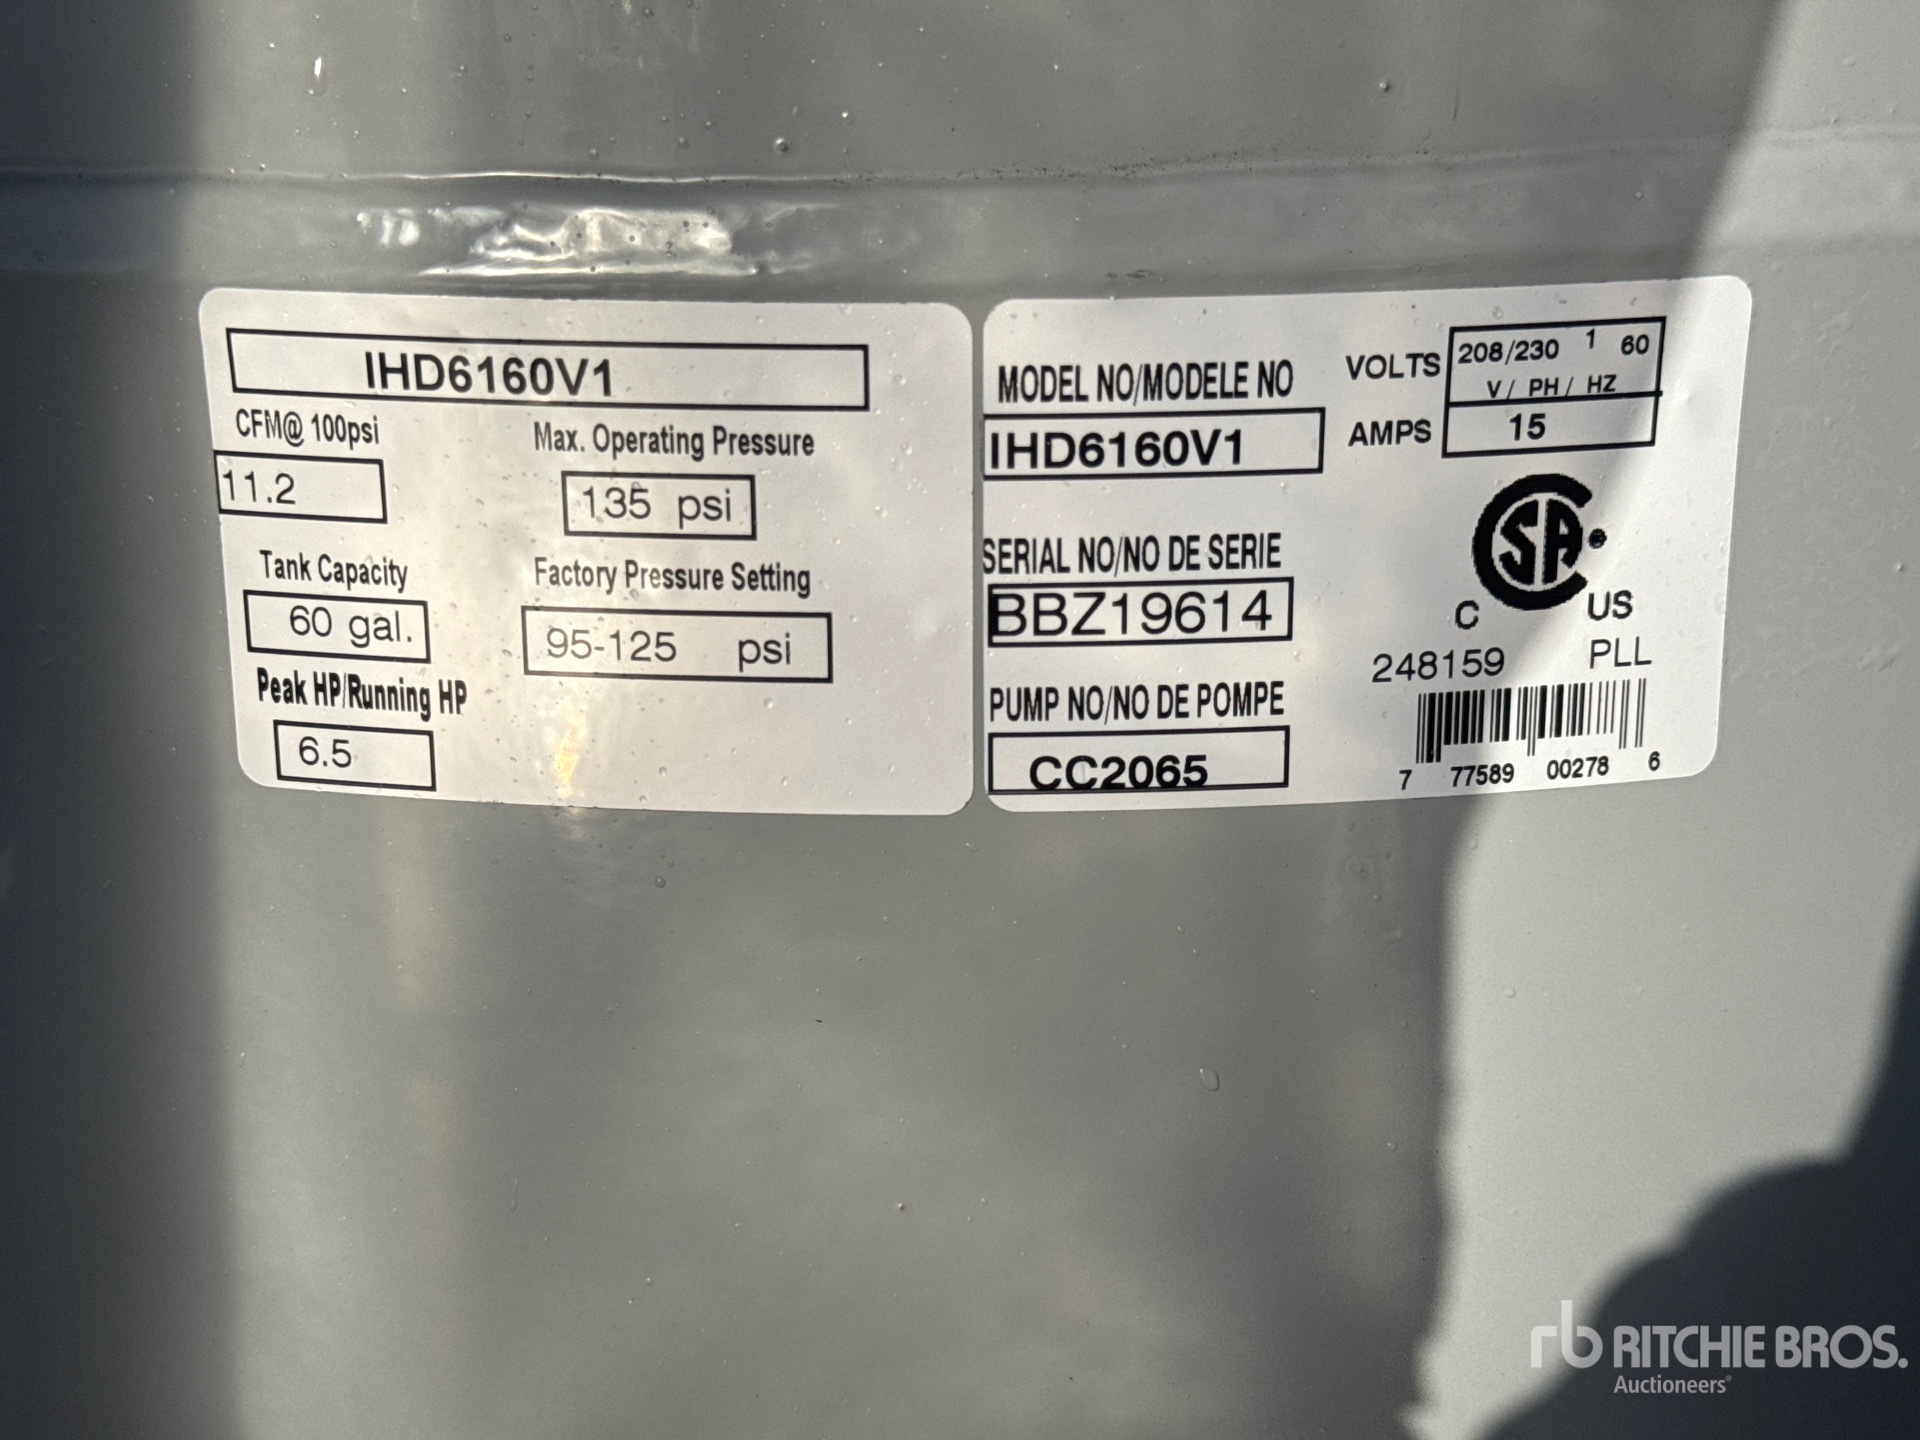 IHD6160V1
CFM@ 100psi
11.2
Max. Operating Pressure
135 psi
Tank Capacity
60 gal.
Factory Pressure Setting
95-125 psi
Peak HP/Running HP
6.5
MODEL NO/MODELE NO
IHD6160V1
VOLTS 208/230 1 60
V/ PH/ HZ
AMPS 15
SERIAL NO/NO DE SERIE
BBZ19614
PUMP NO/NO DE POMPE
CC2065
CSA®
C US
248159 PLL
7 77589 00278 6
rb RITCHIE BROS.
Auctioneers®